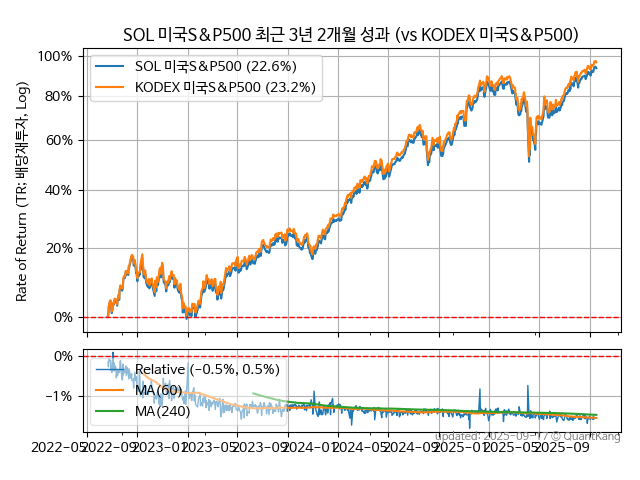 SOL 미국S&P500 최근 3년 2개월 성과 (vs KODEX 미국S&P500)
Rate of Return (TR: 배당재투자, Log)
100%
80%
60%
40%
20%
0%
SOL 미국S&P500 (22.6%)
KODEX 미국S&P500 (23.2%)
0%
−1%
Relative (−0.5%, 0.5%)
MA(60)
MA(240)
updated: 2025-09-17 © QuantKang
2022-05 2022-09 2023-01 2023-05 2023-09 2024-01 2024-05 2024-09 2025-01 2025-05 2025-09